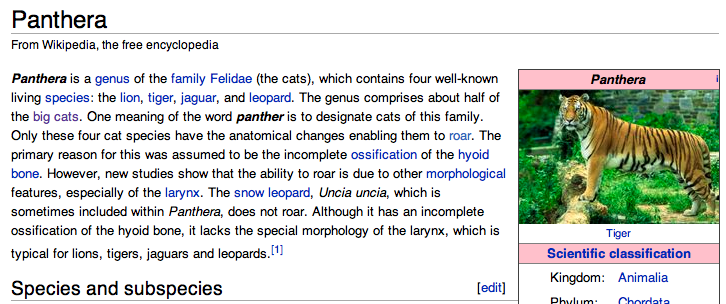 Panthera
From Wikipedia, the free encyclopedia
Panthera is a genus of the family Felidae (the cats), which contains four well-known
living species: the lion, tiger, jaguar, and leopard. The genus comprises about half of
the big cats. One meaning of the word panther is to designate cats of this family.
Only these four cat species have the anatomical changes enabling them to roar. The
primary reason for this was assumed to be the incomplete ossification of the hyoid
bone. However, new studies show that the ability to roar is due to other morphological
features, especially of the larynx. The snow leopard, Uncia uncia, which is
sometimes included within Panthera, does not roar. Although it has an incomplete
ossification of the hyoid bone, it lacks the special morphology of the larynx, which is
typical for lions, tigers, jaguars and leopards.[1]
Species and subspecies [edit]
Panthera
Tiger
Scientific classification
Kingdom: Animalia
Phylum: Chordata